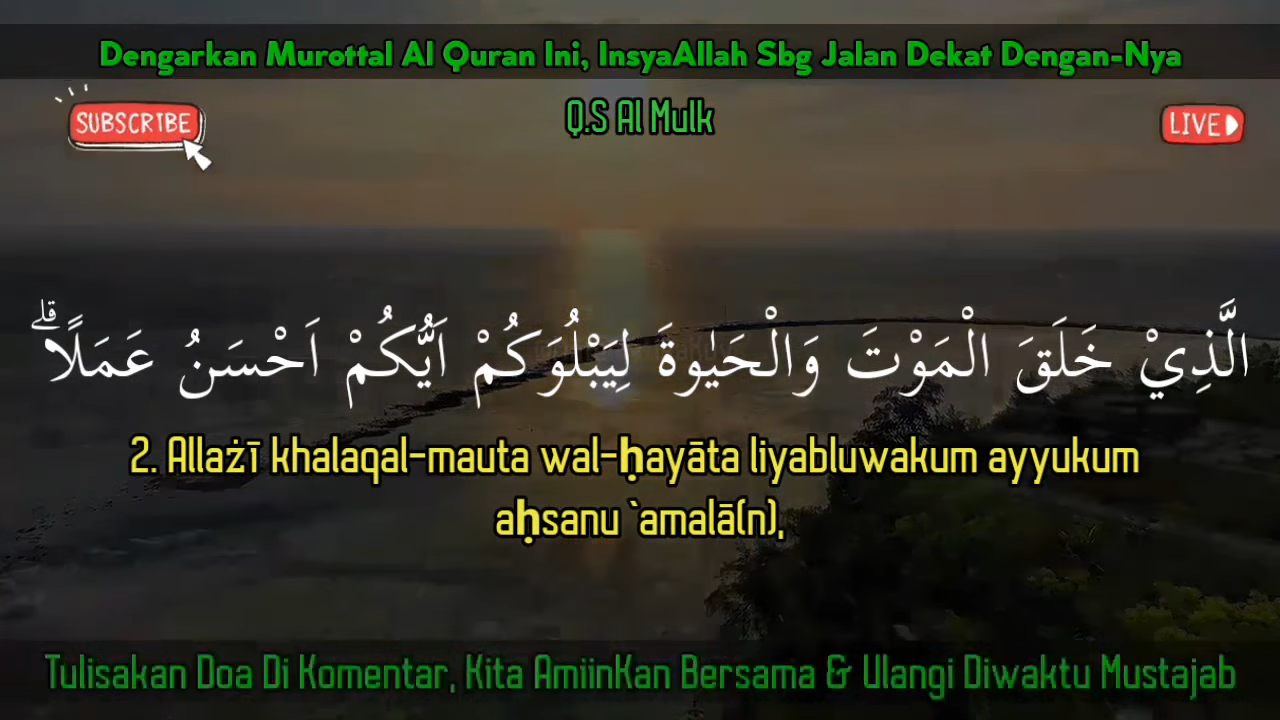 Dengarkan Murottal Al Quran Ini, InsyaAllah Sbg Jalan Dekat Dengan-Nya
SUBSCRIBE
Q.S Al Mulk
LIVE
الَّذِيْ خَلَقَ الْمَوْتَ وَالْحَيٰوةَ لِيَبْلُوَكُمْ اَيُّكُمْ اَحْسَنُ عَمَلًاۗ
2. Allażī khalaqal-mauta wal-ḥayāta liyabluwakum ayyukum
aḥsanu `amalā(n),
Tulisakan Doa Di Komentar, Kita AmiinKan Bersama & Ulangi Diwaktu Mustajab